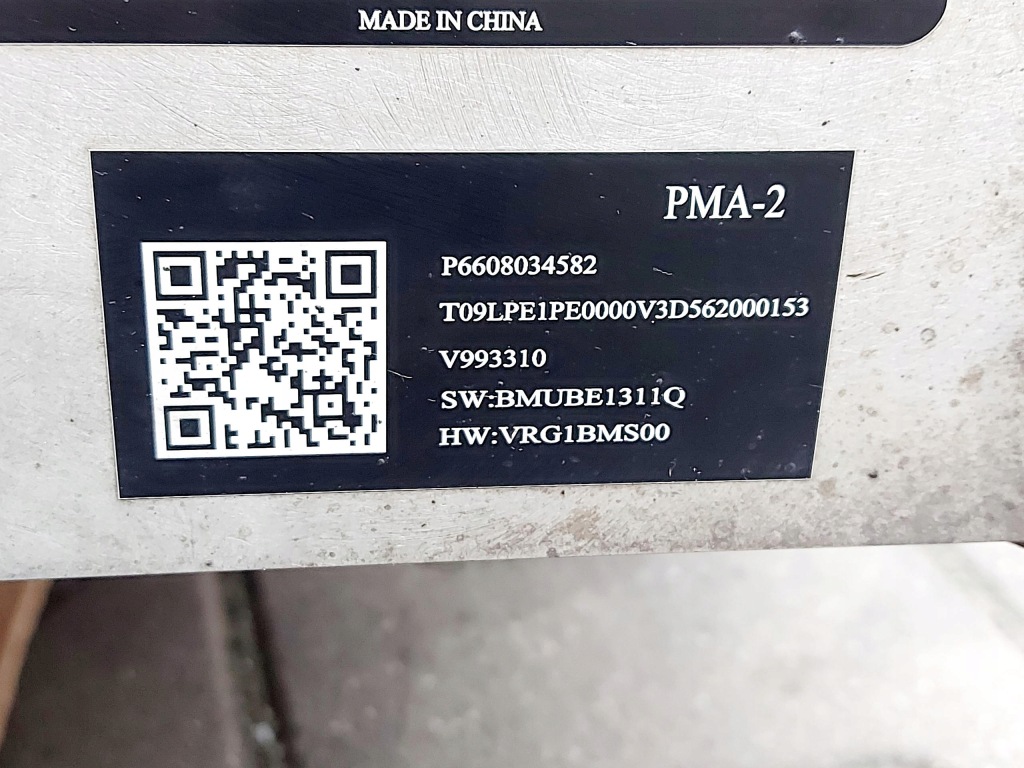 MADE IN CHINA
PMA-2
P6608034582
T09LPE1PE0000V3D562000153
V993310
SW:BMUBE1311Q
HW:VRG1BMS00